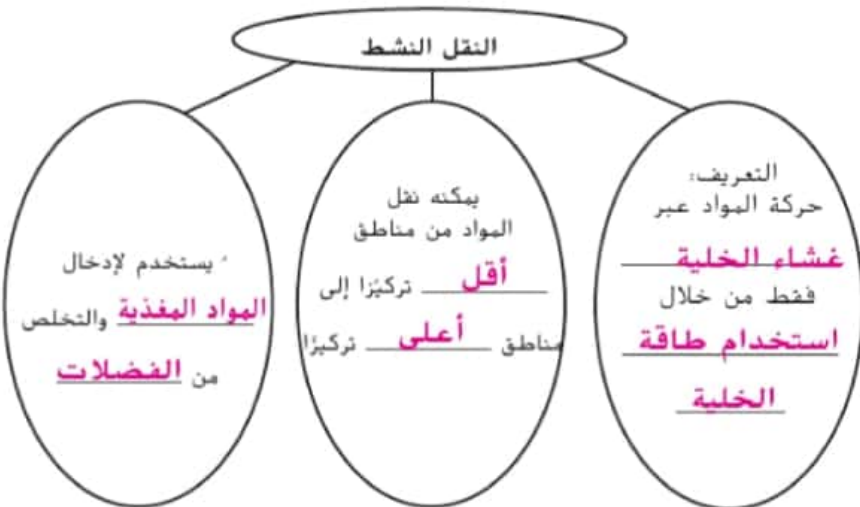 النقل النشط
التعريف:
حركة المواد عبر
غشاء الخلية
فقط من خلال
استخدام طاقة
الخلية
يمكنه نقل
المواد من مناطق
أقل تركيزًا إلى
مناطق أعلى تركيزًا
يستخدم لإدخال
المواد المغذية والتخلص
من الفضلات